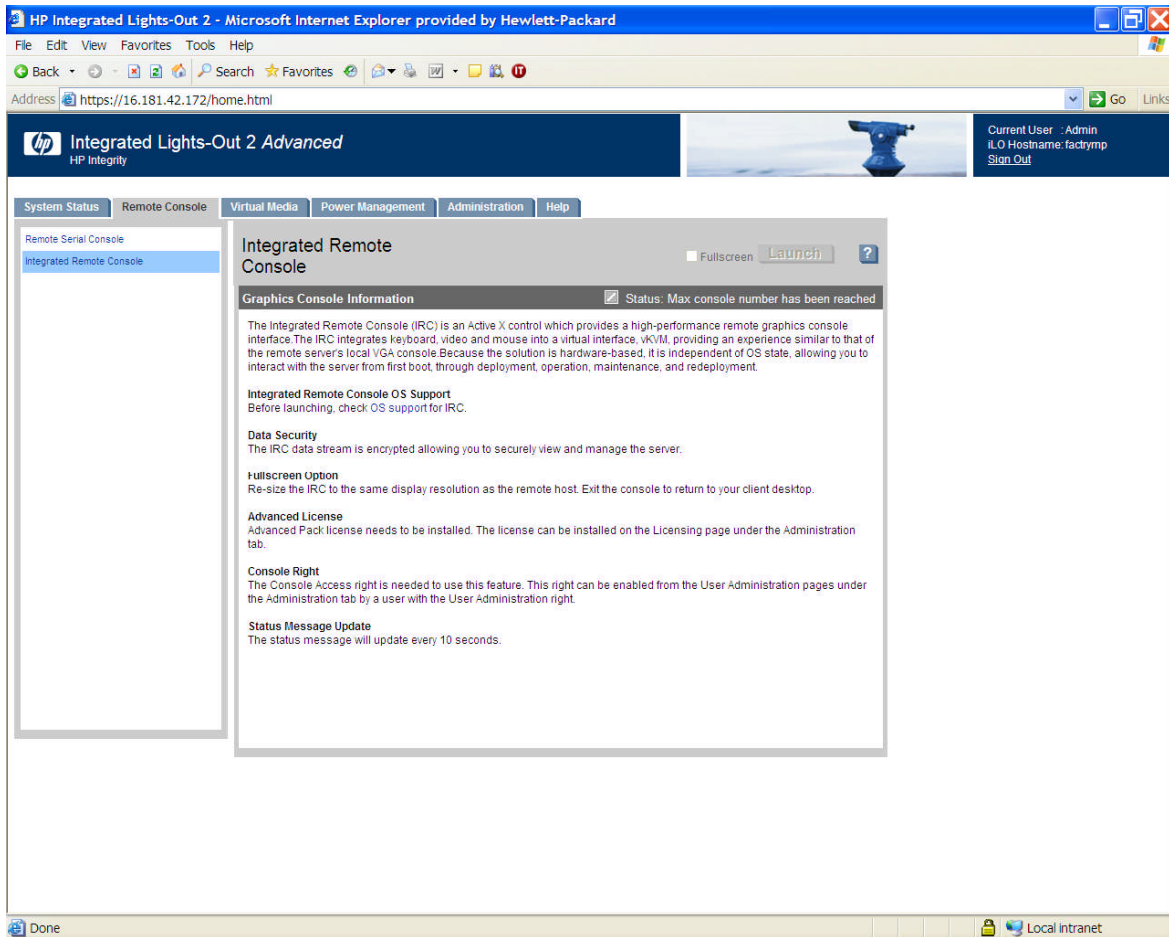 HP Integrated Lights-Out 2 - Microsoft Internet Explorer provided by Hewlett-Packard
File Edit View Favorites Tools Help
Back Search Favorites
Address https://16.181.42.172/home.html Go Links
hp Integrated Lights-Out 2 Advanced
HP Integrity
Current User : Admin
iLO Hostname: factrymp
Sign Out
System Status Remote Console Virtual Media Power Management Administration Help
Remote Serial Console
Integrated Remote Console
Integrated Remote
Console
Fullscreen Launch ?
Graphics Console Information Status: Max console number has been reached
The Integrated Remote Console (IRC) is an Active X control which provides a high-performance remote graphics console
interface.The IRC integrates keyboard, video and mouse into a virtual interface, vKVM, providing an experience similar to that of
the remote server's local VGA console.Because the solution is hardware-based, it is independent of OS state, allowing you to
interact with the server from first boot, through deployment, operation, maintenance, and redeployment.
Integrated Remote Console OS Support
Before launching, check OS support for IRC.
Data Security
The IRC data stream is encrypted allowing you to securely view and manage the server.
Fullscreen Option
Re-size the IRC to the same display resolution as the remote host. Exit the console to return to your client desktop.
Advanced License
Advanced Pack license needs to be installed. The license can be installed on the Licensing page under the Administration
tab.
Console Right
The Console Access right is needed to use this feature. This right can be enabled from the User Administration pages under
the Administration tab by a user with the User Administration right.
Status Message Update
The status message will update every 10 seconds.
Done Local intranet